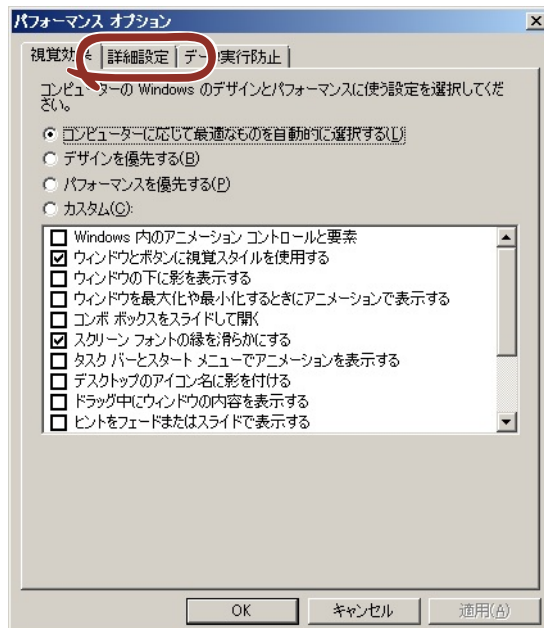 パフォーマンス オプション
視覚効果 詳細設定 データ実行防止
コンピューターの Windows のデザインとパフォーマンスに使う設定を選択してくだ
さい。
コンピューターに応じて最適なものを自動的に選択する(L)
デザインを優先する(B)
パフォーマンスを優先する(P)
カスタム(C):
Windows 内のアニメーション コントロールと要素
ウィンドウとボタンに視覚スタイルを使用する
ウィンドウの下に影を表示する
ウィンドウを最大化や最小化するときにアニメーションで表示する
コンボ ボックスをスライドして開く
スクリーン フォントの縁を滑らかにする
タスク バーとスタート メニューでアニメーションを表示する
デスクトップのアイコン名に影を付ける
ドラッグ中にウィンドウの内容を表示する
ヒントをフェードまたはスライドで表示する
OK キャンセル 適用(A)